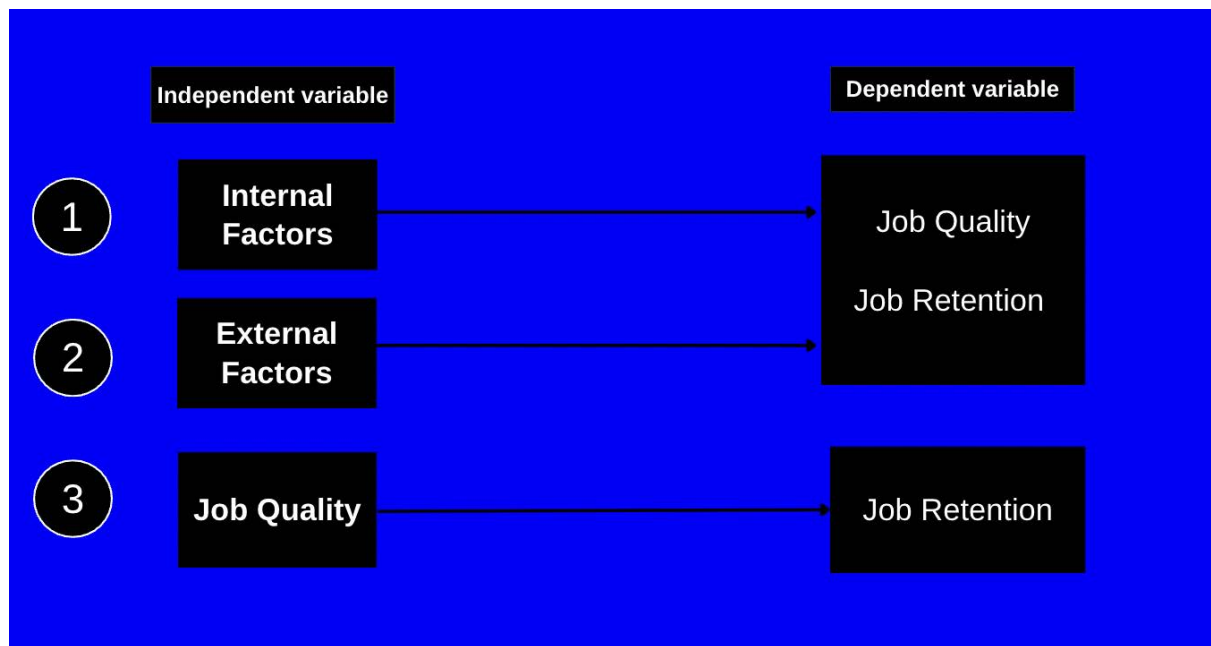 Independent variable
Dependent variable
1
Internal
Factors
Job Quality
Job Retention
2
External
Factors
3
Job Quality
Job Retention